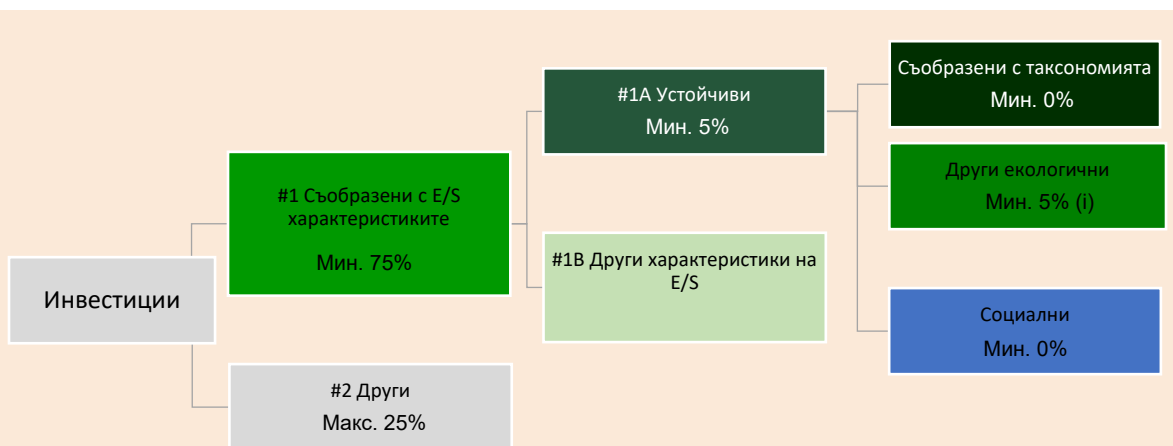 Инвестиции
#1 Съобразени с E/S
характеристиките
Мин. 75%
#2 Други
Макс. 25%
#1A Устойчиви
Мин. 5%
#1B Други характеристики на
E/S
Съобразени с таксономията
Мин. 0%
Други екологични
Мин. 5% (i)
Социални
Мин. 0%